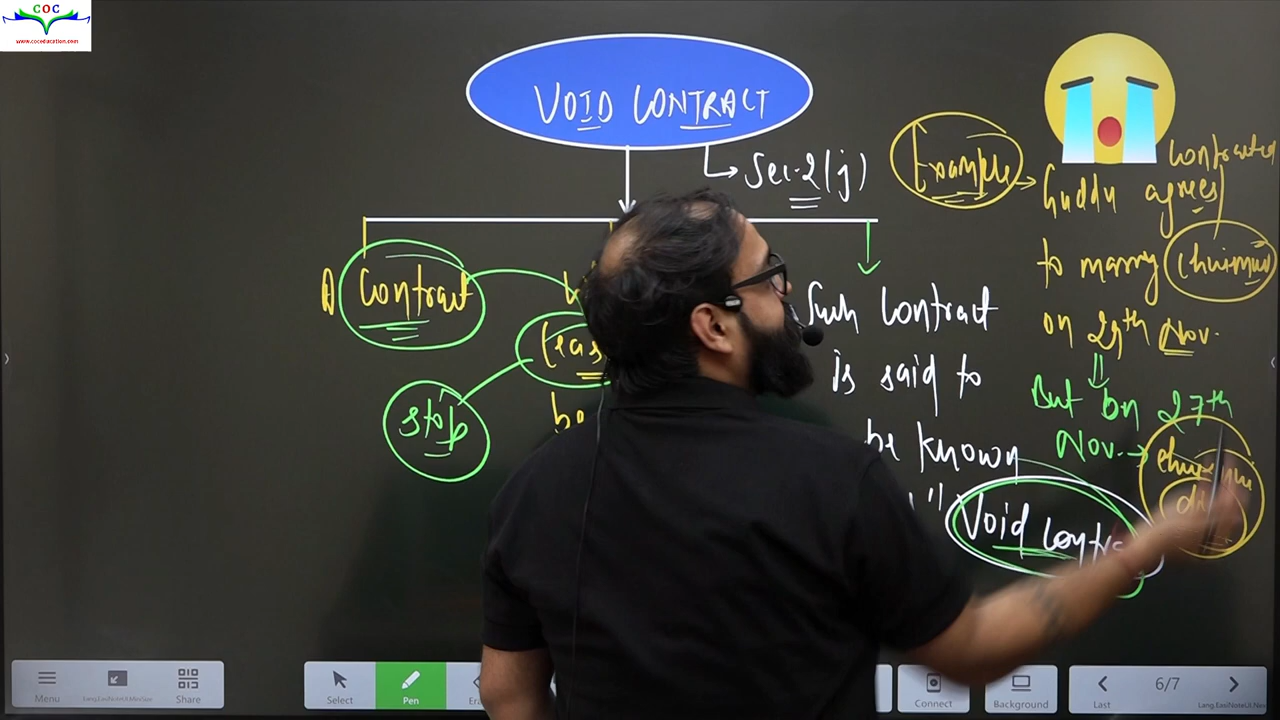 COC
www.coceducation.com
VOID CONTRACT
Sec-2(j)
A Contract
stop
be
Such Contract
is said to
be known
"Void
Example
Guddu agrees
Contracted
to marry
on 29th Nov.
But on 27th
Nov.
Menu
Share
Select
Pen
Connect
Background
Last
6/7